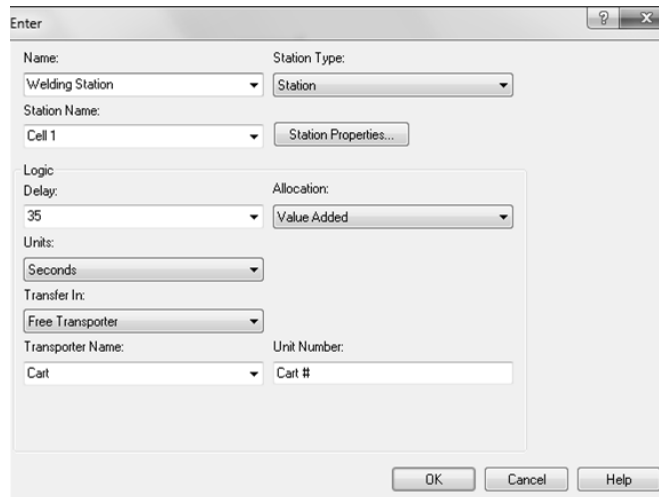 Enter
Name:
Station Type:
Welding Station
Station
Station Name:
Cell 1
Station Properties...
Logic
Delay:
Allocation:
35
Value Added
Units:
Seconds
Transfer In:
Free Transporter
Transporter Name:
Unit Number:
Cart
Cart #
OK
Cancel
Help